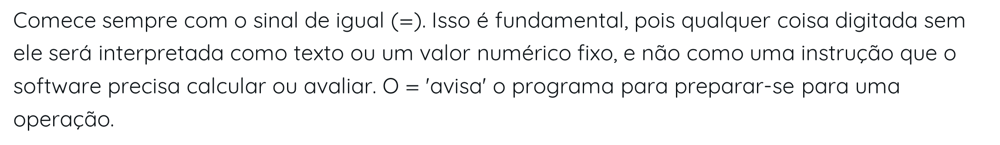 Comece sempre com o sinal de igual (=). Isso é fundamental, pois qualquer coisa digitada sem
ele será interpretada como texto ou um valor numérico fixo, e não como uma instrução que o
software precisa calcular ou avaliar. O = 'avisa' o programa para preparar-se para uma
operação.